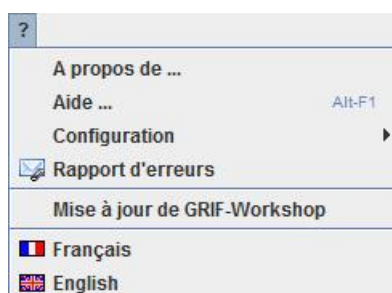 ?
A propos de ...
Aide ... Alt-F1
Configuration
Rapport d'erreurs
Mise à jour de GRIF-Workshop
Français
English